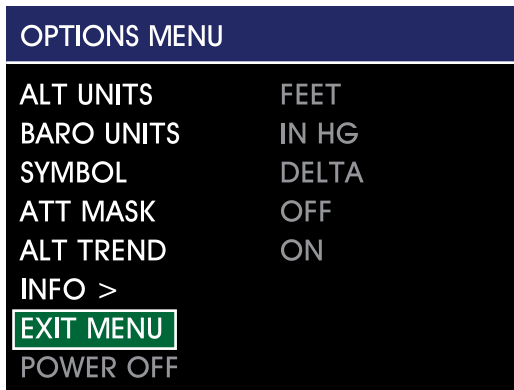 OPTIONS MENU
ALT UNITS FEET
BARO UNITS IN HG
SYMBOL DELTA
ATT MASK OFF
ALT TREND ON
INFO >
EXIT MENU
POWER OFF